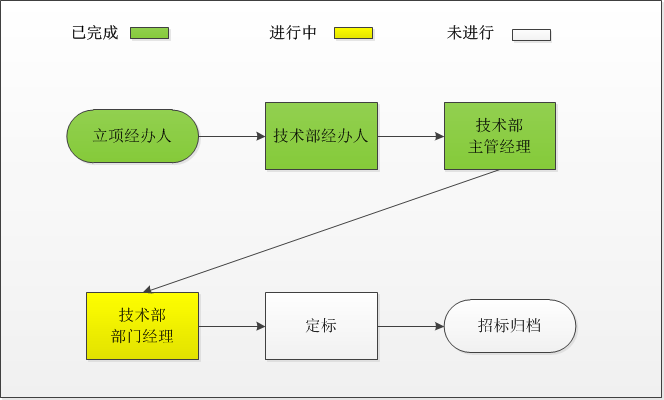 已完成
进行中
未进行
立项经办人
技术部经办人
技术部
主管经理
技术部
部门经理
定标
招标归档